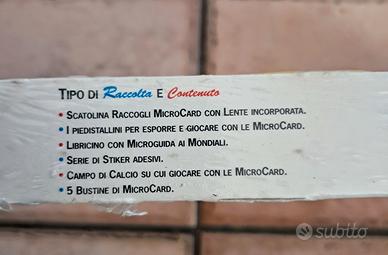 Tipo di Raccolta e Contenuto
• Scatolina Raccogli MicroCard con Lente incorporata.
• I piedistallini per esporre e giocare con le MicroCard.
• Libricino con Microguida ai Mondiali.
• Serie di Stiker adesivi.
• Campo di Calcio su cui giocare con le MicroCard.
• 5 Bustine di MicroCard.
subito